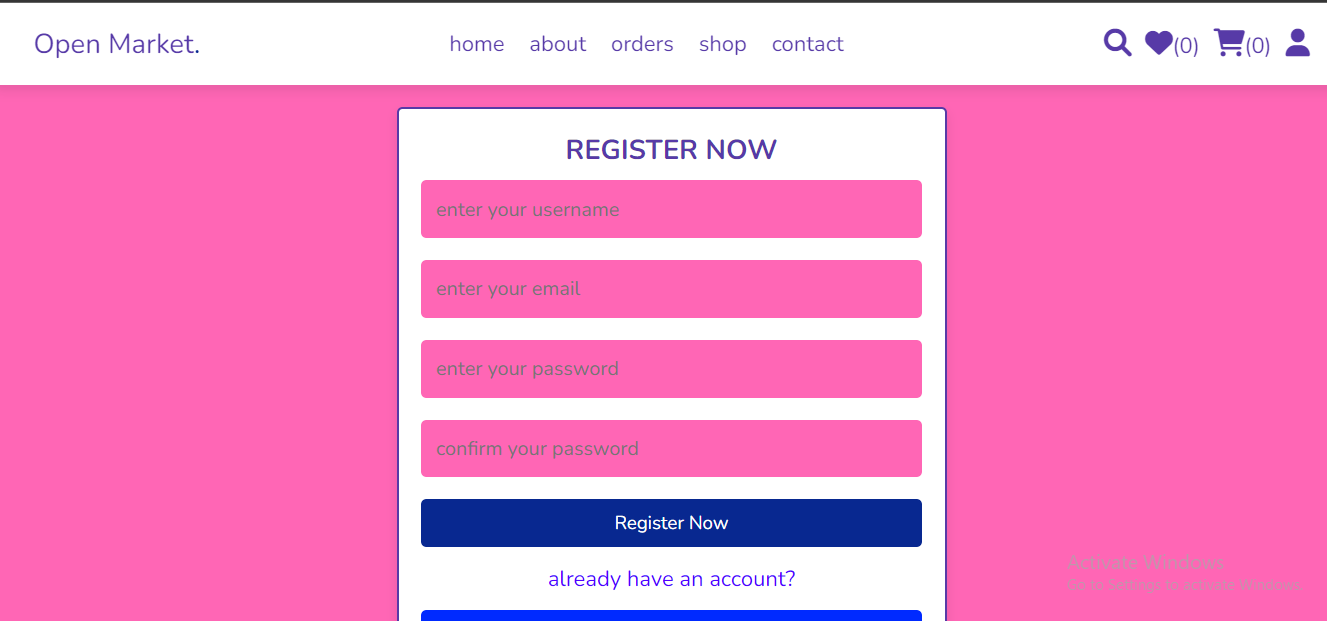 Open Market.
home about orders shop contact
(0) (0)
REGISTER NOW
enter your username
enter your email
enter your password
confirm your password
Register Now
already have an account?
Activate Windows
Go to Settings to activate Windows.